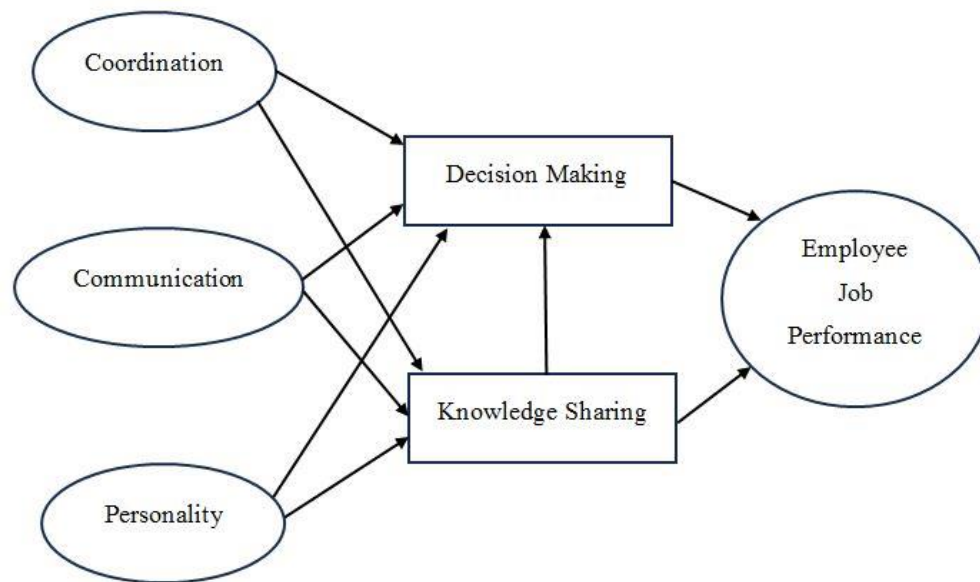 Coordination
Decision Making
Communication
Employee
Job
Performance
Knowledge Sharing
Personality